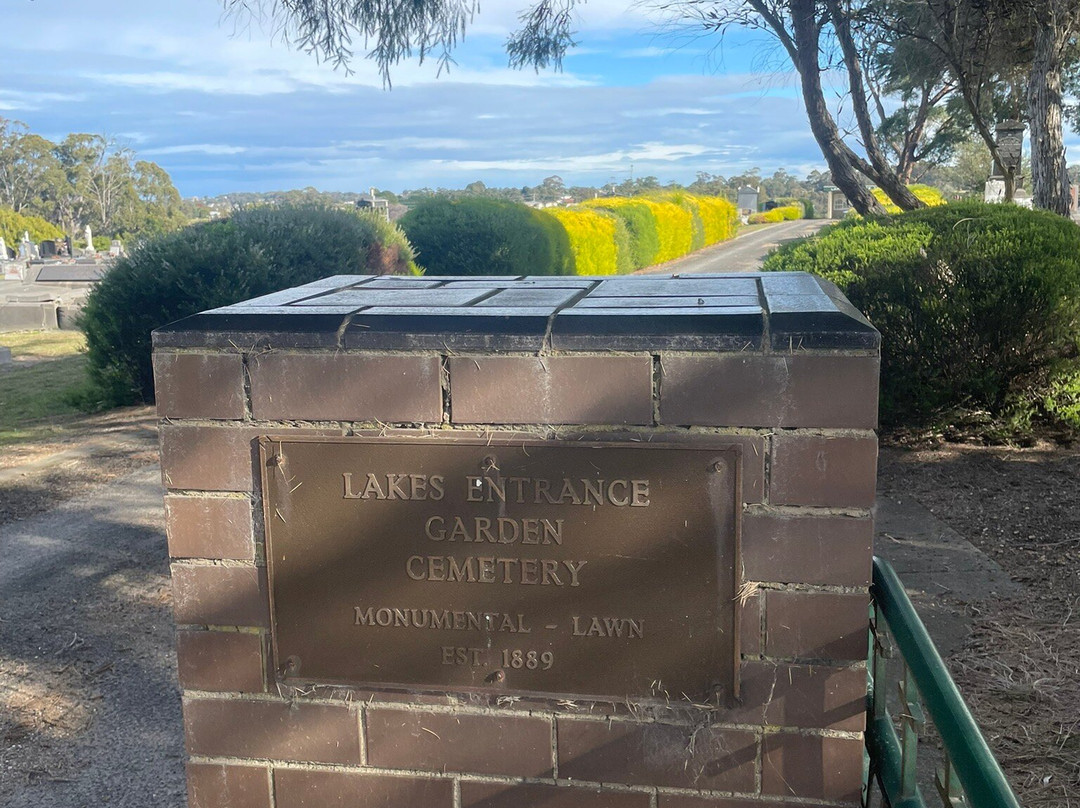 LAKES ENTRANCE
GARDEN
CEMETERY
MONUMENTAL - LAWN
EST. 1889